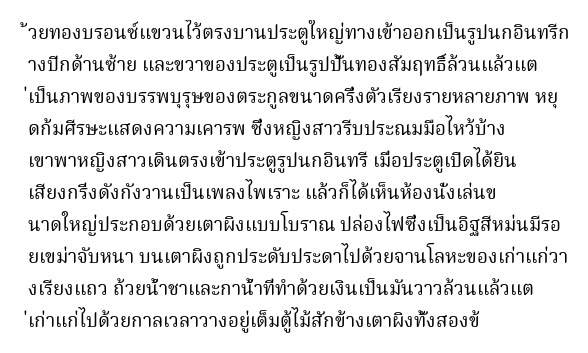 ้วยทองบรอนซ์แขวนไว้ตรงบานประตูใหญ่ทางเข้าออกเป็นรูปนกอินทรีก
างปีกด้านซ้าย และขวาของประตูเป็นรูปปั้นทองสัมฤทธิ์ล้วนแล้วแต
่เป็นภาพของบรรพบุรุษของตระกูลขนาดครึ่งตัวเรียงรายหลายภาพ หยุ
ดก้มศีรษะแสดงความเคารพ ซึ่งหญิงสาวรีบประณมมือไหว้บ้าง
เขาพาหญิงสาวเดินตรงเข้าประตูรูปนกอินทรี เมื่อประตูเปิดได้ยิน
เสียงกริ่งดังกังวานเป็นเพลงไพเราะ แล้วก็ได้เห็นห้องนั่งเล่นข
นาดใหญ่ประกอบด้วยเตาผิงแบบโบราณ ปล่องไฟซึ่งเป็นอิฐสีหม่นมีรอ
ยเขม่าจับหนา บนเตาผิงถูกประดับประดาไปด้วยจานโลหะของเก่าแก่วา
งเรียงแถว ถ้วยน้ำชาและกาน้ำที่ทำด้วยเงินเป็นมันวาวล้วนแล้วแต
่เก่าแก่ไปด้วยกาลเวลาวางอยู่เต็มตู้ไม้สักข้างเตาผิงทั้งสองข้